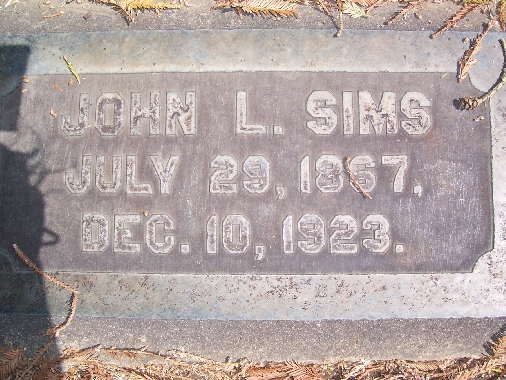 JOHN L. SIMS
JULY 29, 1867,
DEC. 10, 1923.